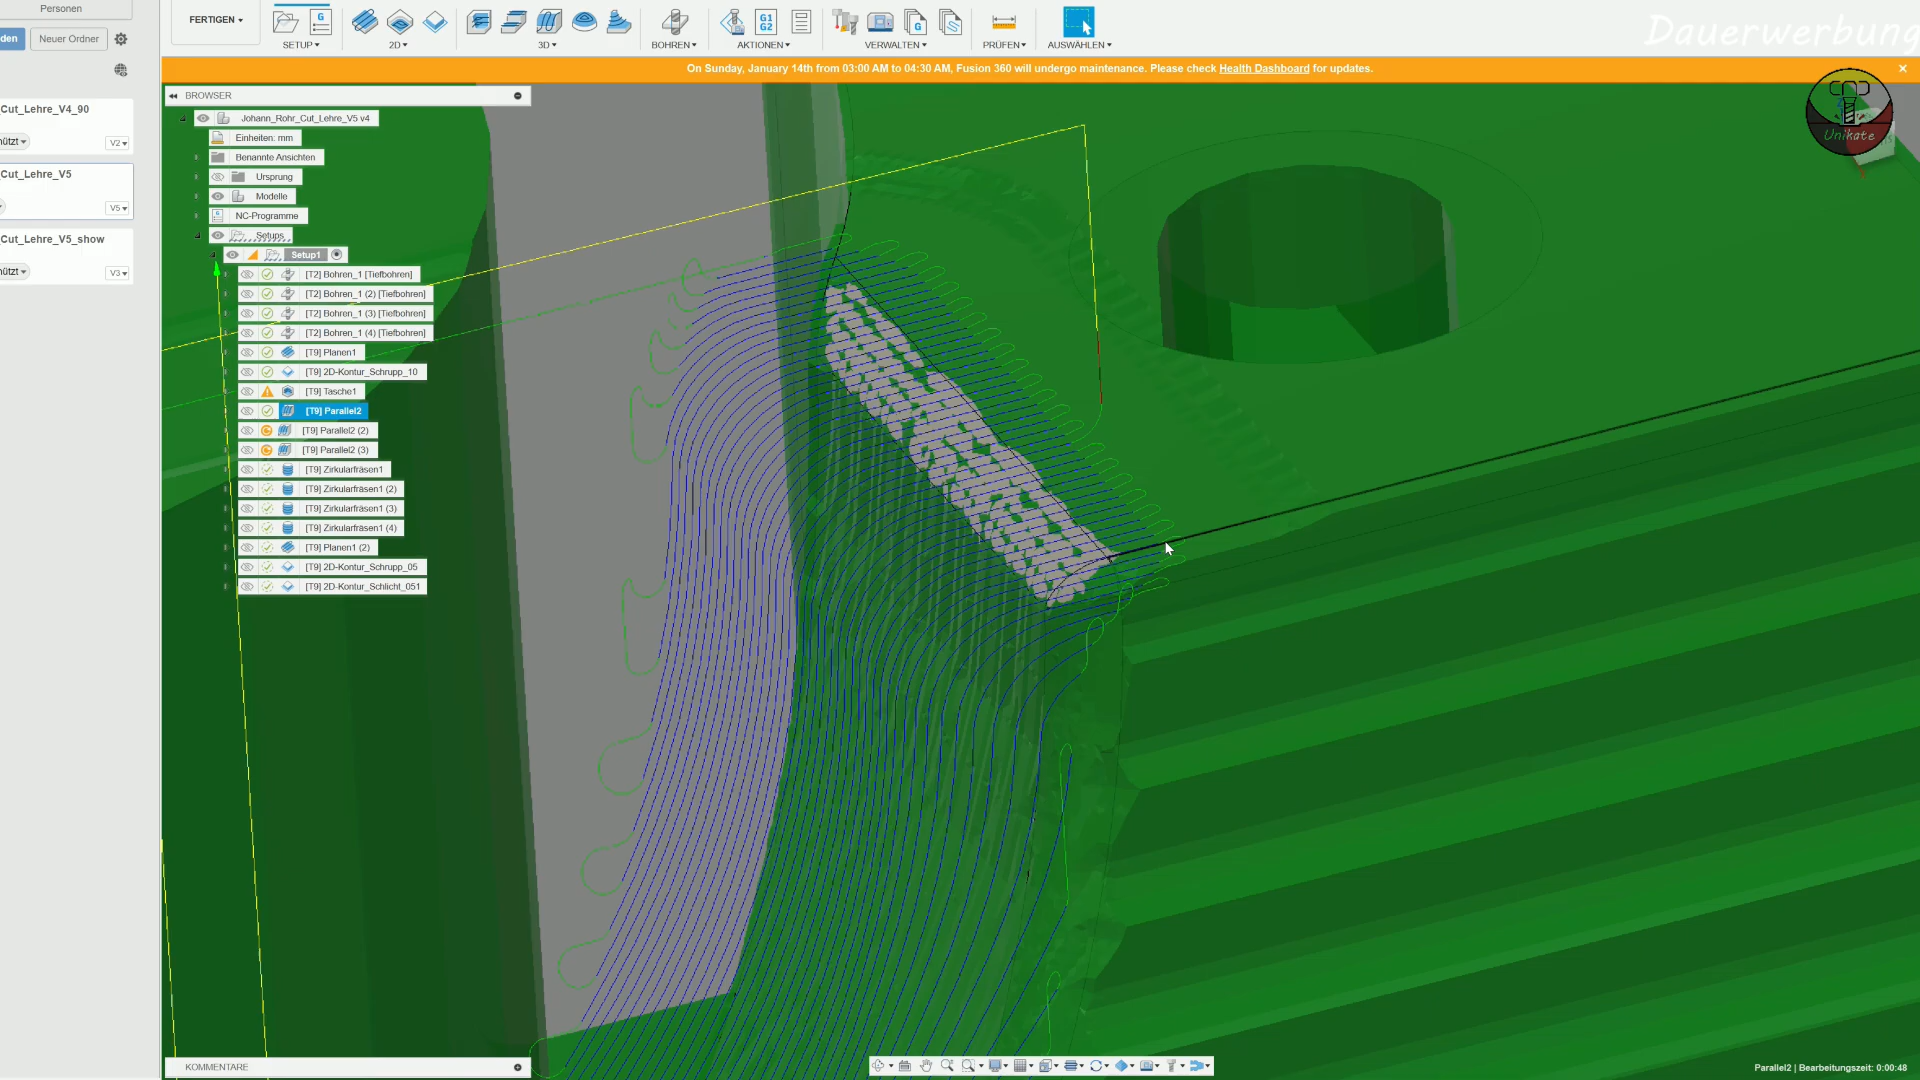 Personen
FERTIGEN
SETUP
2D
3D
BOHREN
AKTIONEN
VERWALTEN
PRÜFEN
AUSWÄHLEN
G1
G2
Dauerwerbung
den
Neuer Ordner
On Sunday, January 14th from 03:00 AM to 04:30 AM, Fusion 360 will undergo maintenance. Please check Health Dashboard for updates.
BROWSER
Cut_Lehre_V4_90
nützt
V2
Cut_Lehre_V5
V5
Cut_Lehre_V5_show
nützt
V3
Unikate
Johann_Rohr_Cut_Lehre_V5 v4
Einheiten: mm
Benannte Ansichten
Ursprung
Modelle
NC-Programme
Setups
Setup1
[T2] Bohren_1 [Tiefbohren]
[T2] Bohren_1 (2) [Tiefbohren]
[T2] Bohren_1 (3) [Tiefbohren]
[T2] Bohren_1 (4) [Tiefbohren]
[T9] Planen1
[T9] 2D-Kontur_Schrupp_10
[T9] Tasche1
[T9] Parallel2
[T9] Parallel2 (2)
[T9] Parallel2 (3)
[T9] Zirkularfräsen1
[T9] Zirkularfräsen1 (2)
[T9] Zirkularfräsen1 (3)
[T9] Zirkularfräsen1 (4)
[T9] Planen1 (2)
[T9] 2D-Kontur_Schrupp_05
[T9] 2D-Kontur_Schlicht_051
KOMMENTARE
Parallel2 | Bearbeitungszeit: 0:00:48